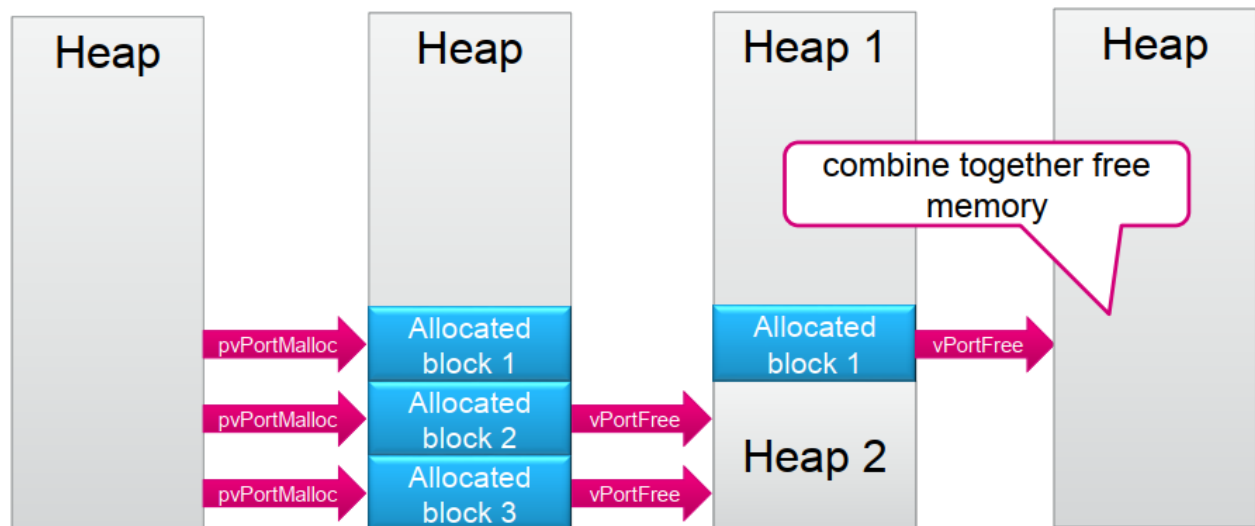 Heap
Heap
Heap 1
Heap
combine together free
memory
pvPortMalloc
Allocated
block 1
Allocated
block 1
vPortFree
pvPortMalloc
Allocated
block 2
vPortFree
Heap 2
pvPortMalloc
Allocated
block 3
vPortFree